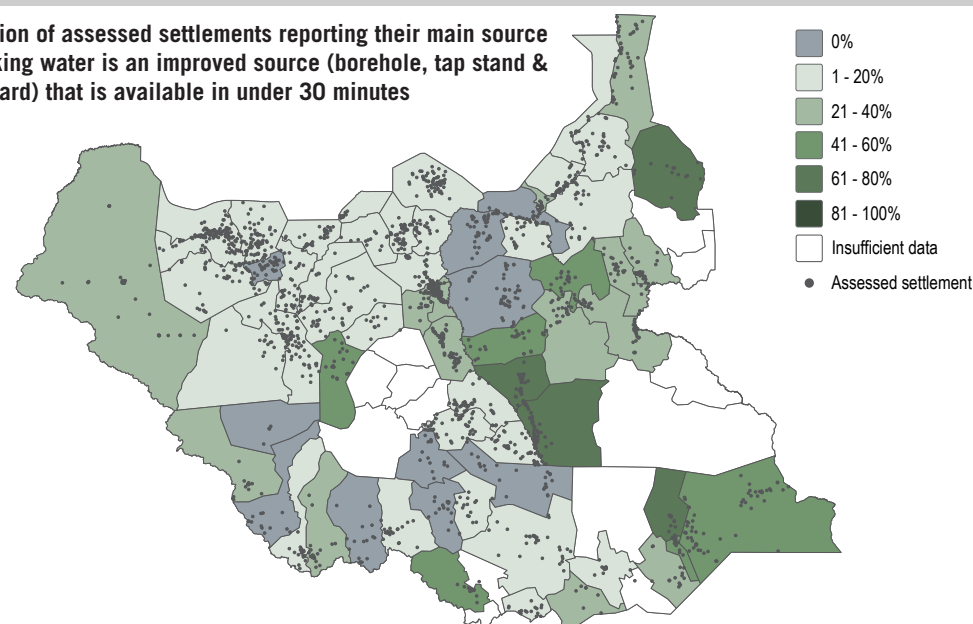 ion of assessed settlements reporting their main source
king water is an improved source (borehole, tap stand &
ard) that is available in under 30 minutes
0%
1 - 20%
21 - 40%
41 - 60%
61 - 80%
81 - 100%
Insufficient data
Assessed settlement